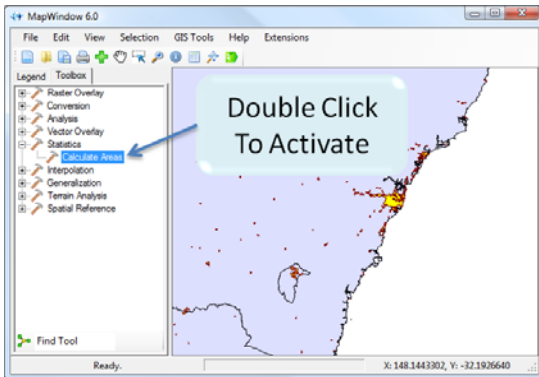 MapWindow 6.0
File Edit View Selection GIS Tools Help Extensions
Legend Toolbox
Raster Overlay
Conversion
Analysis
Vector Overlay
Statistics
Calculate Areas
Interpolation
Generalization
Terrain Analysis
Spatial Reference
Double Click
To Activate
Find Tool
Ready.
X: 148.1443302, Y: -32.1926640